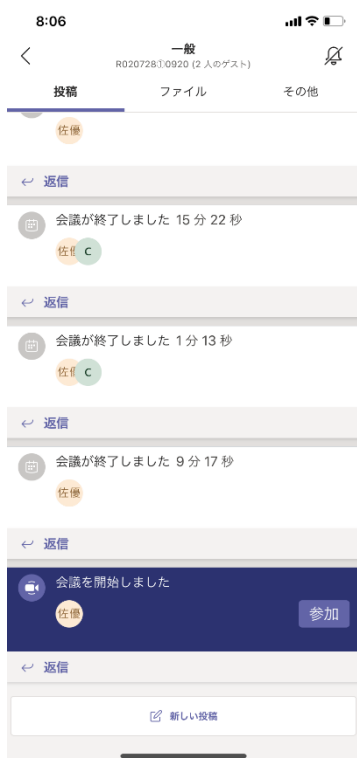 8:06
一般
R020728①0920 (2 人のゲスト)
投稿
ファイル
その他
佐優
返信
会議が終了しました 15 分 22 秒
佐優 C
返信
会議が終了しました 1 分 13 秒
佐優 C
返信
会議が終了しました 9 分 17 秒
佐優
返信
会議を開始しました
佐優
参加
返信
新しい投稿